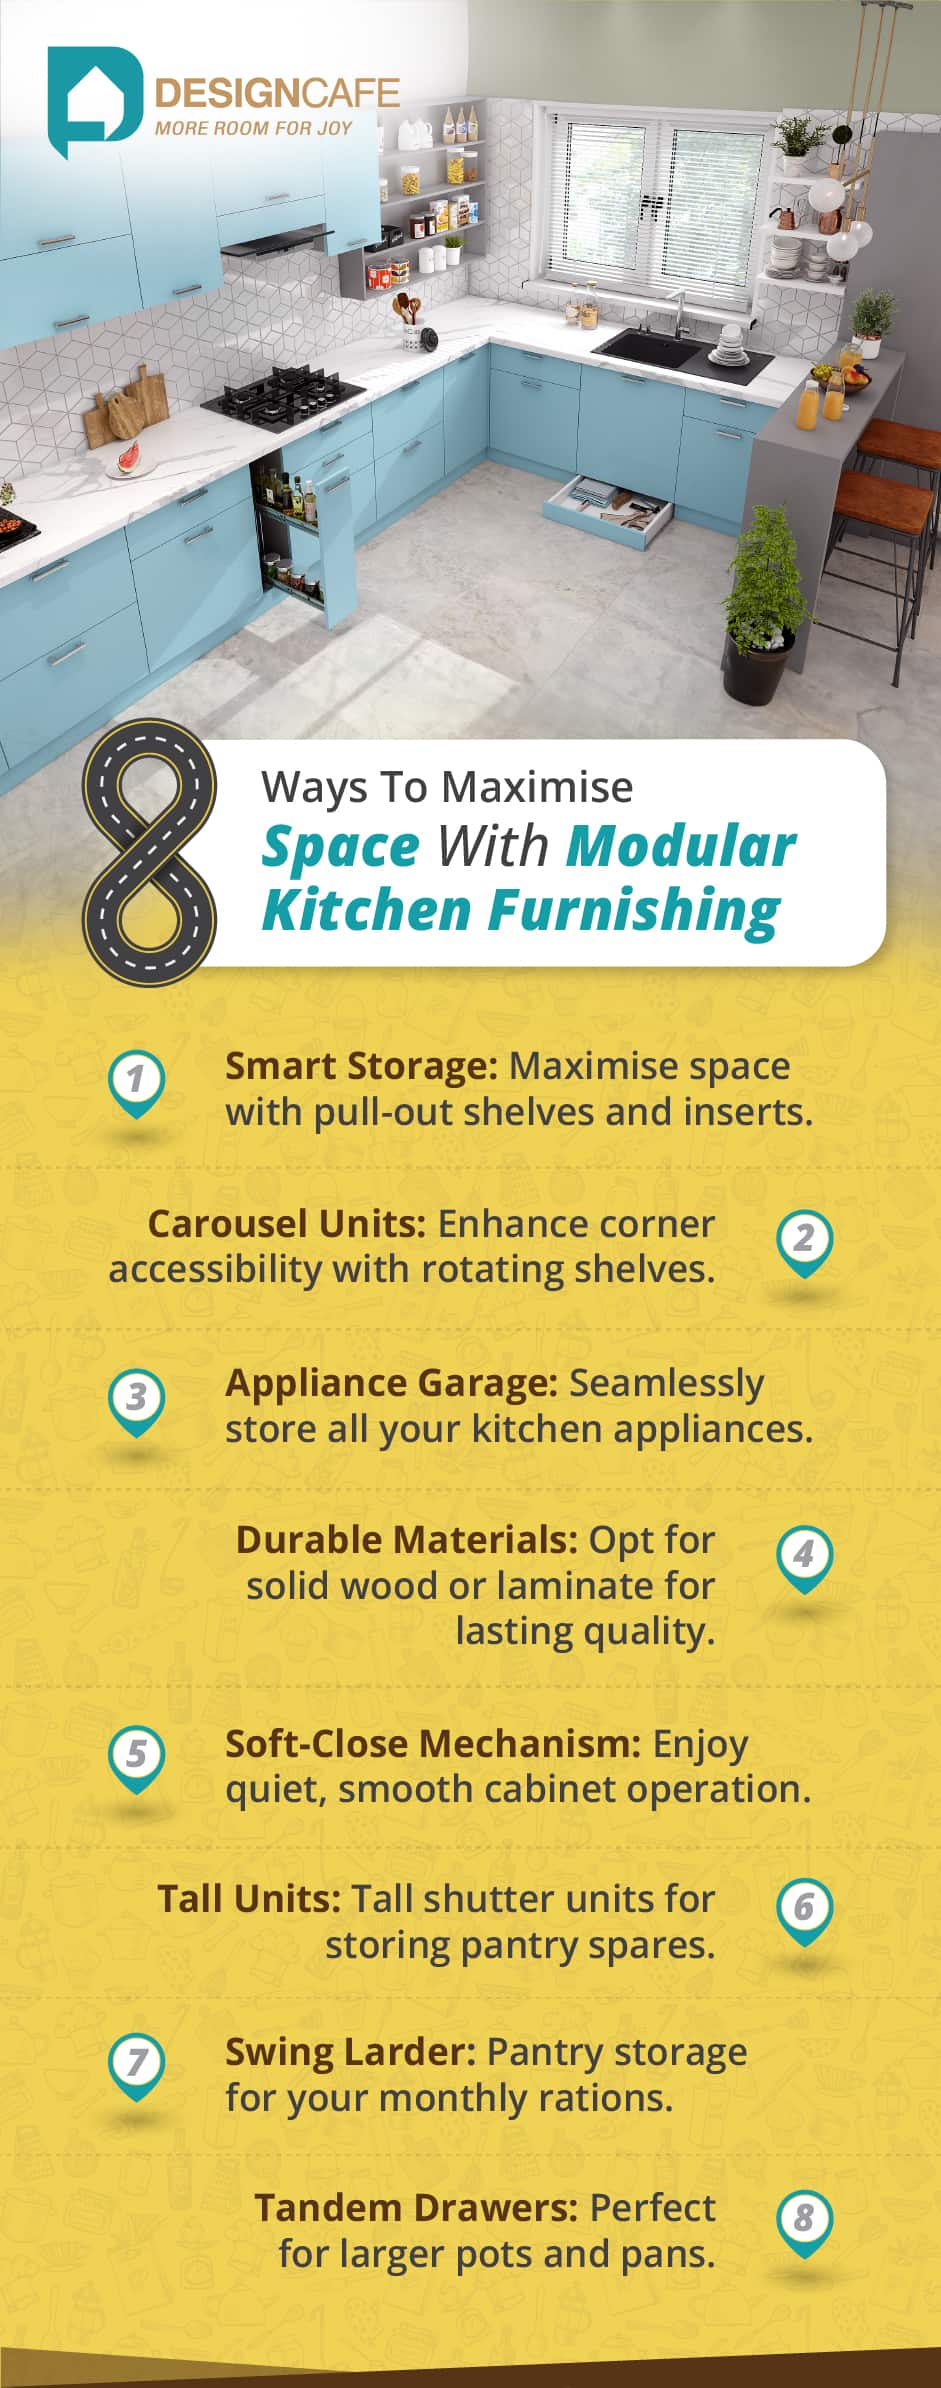 DESIGNCAFE
MORE ROOM FOR JOY
8
Ways To Maximise
Space With Modular
Kitchen Furnishing
1
Smart Storage: Maximise space
with pull-out shelves and inserts.
Carousel Units: Enhance corner
accessibility with rotating shelves.
2
3
Appliance Garage: Seamlessly
store all your kitchen appliances.
Durable Materials: Opt for
solid wood or laminate for
lasting quality.
4
5
Soft-Close Mechanism: Enjoy
quiet, smooth cabinet operation.
Tall Units: Tall shutter units for
storing pantry spares.
6
7
Swing Larder: Pantry storage
for your monthly rations.
Tandem Drawers: Perfect
for larger pots and pans.
8